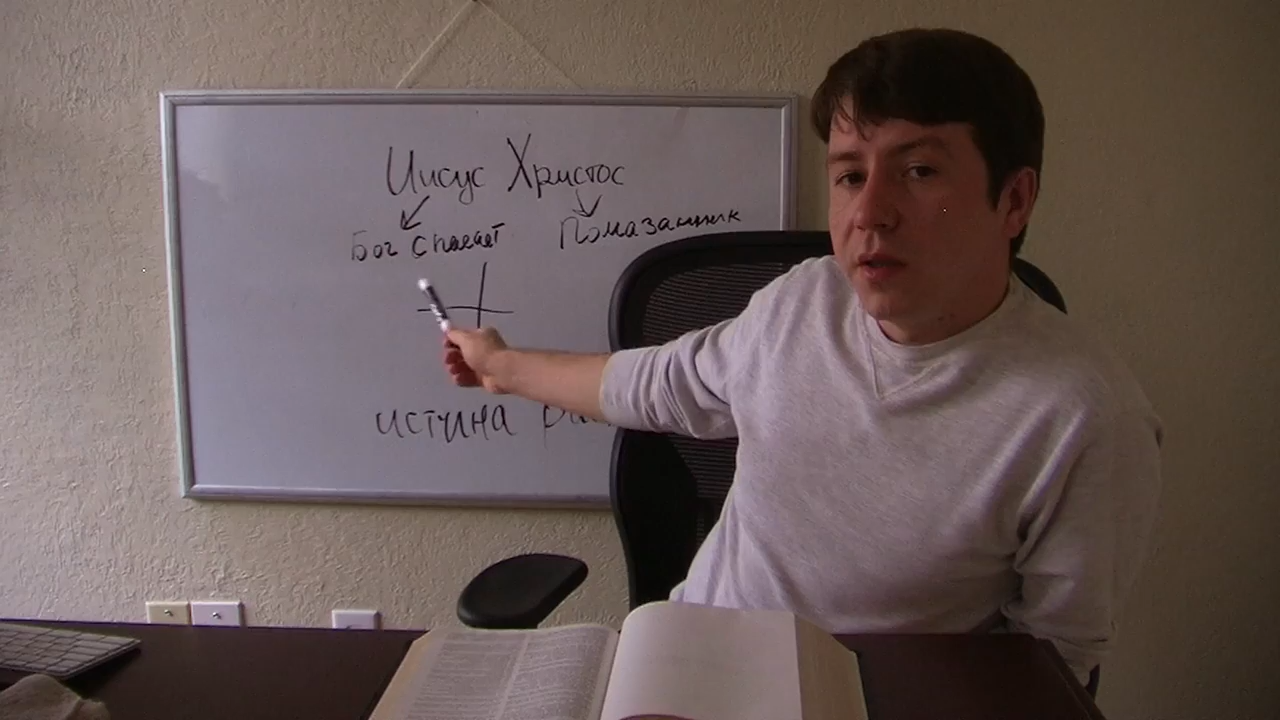 Иисус Христос
Бог спасает Помазанник
истина